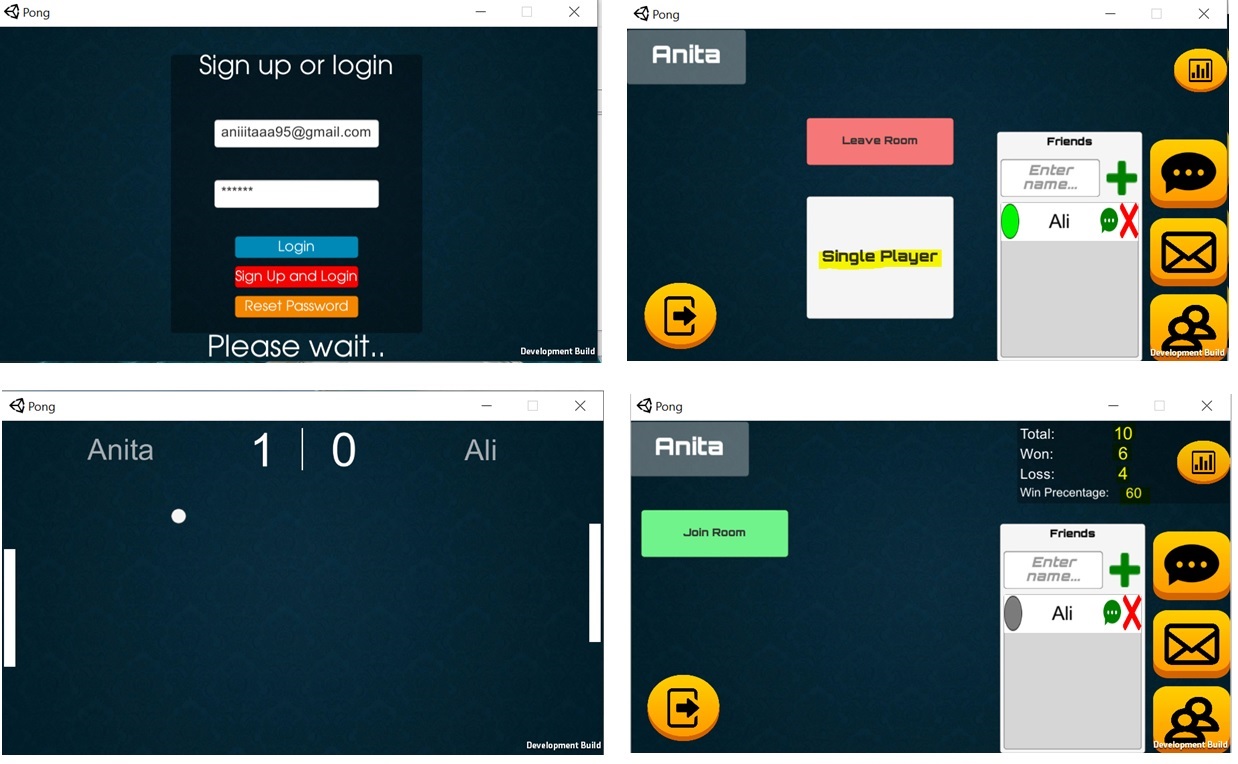 Pong
Sign up or login
aniiitaaa95@gmail.com
******
Login
Sign Up and Login
Reset Password
Please wait..
Development Build
Pong
Anita
Leave Room
Single Player
Friends
Enter
name...
Ali
Development Build
Pong
Anita 1 | 0 Ali
Development Build
Pong
Anita
Total: 10
Won: 6
Loss: 4
Win Precentage: 60
Join Room
Friends
Enter
name...
Ali
Development Build